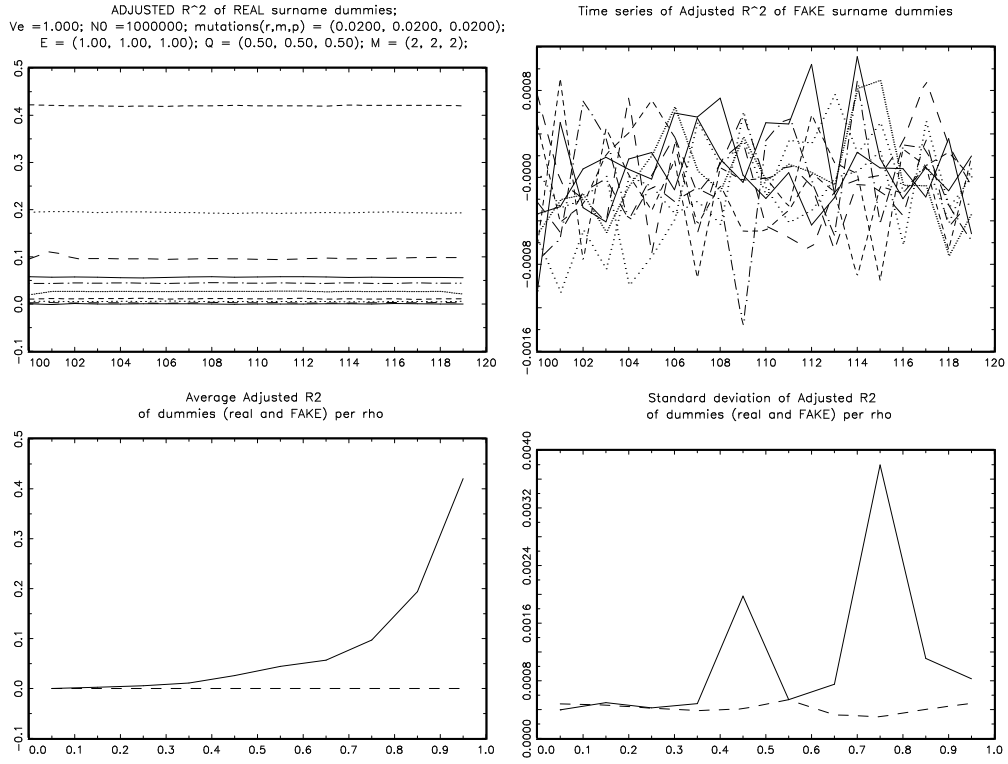 ADJUSTED R^2 of REAL surname dummies;
Ve =1.000; N0 =1000000; mutations(r,m,p) = (0.0200, 0.0200, 0.0200);
E = (1.00, 1.00, 1.00); Q = (0.50, 0.50, 0.50); M = (2, 2, 2);
0.5
0.4
0.3
0.2
0.1
0.0
-0.1
100 102 104 106 108 110 112 114 116 118 120
Time series of Adjusted R^2 of FAKE surname dummies
0.0008
-0.0000
-0.0008
-0.0016
100 102 104 106 108 110 112 114 116 118 120
Average Adjusted R2
of dummies (real and FAKE) per rho
0.5
0.4
0.3
0.2
0.1
0.0
-0.1
0.0 0.1 0.2 0.3 0.4 0.5 0.6 0.7 0.8 0.9 1.0
Standard deviation of Adjusted R2
of dummies (real and FAKE) per rho
0.0040
0.0032
0.0024
0.0016
0.0008
0.0000
0.0 0.1 0.2 0.3 0.4 0.5 0.6 0.7 0.8 0.9 1.0